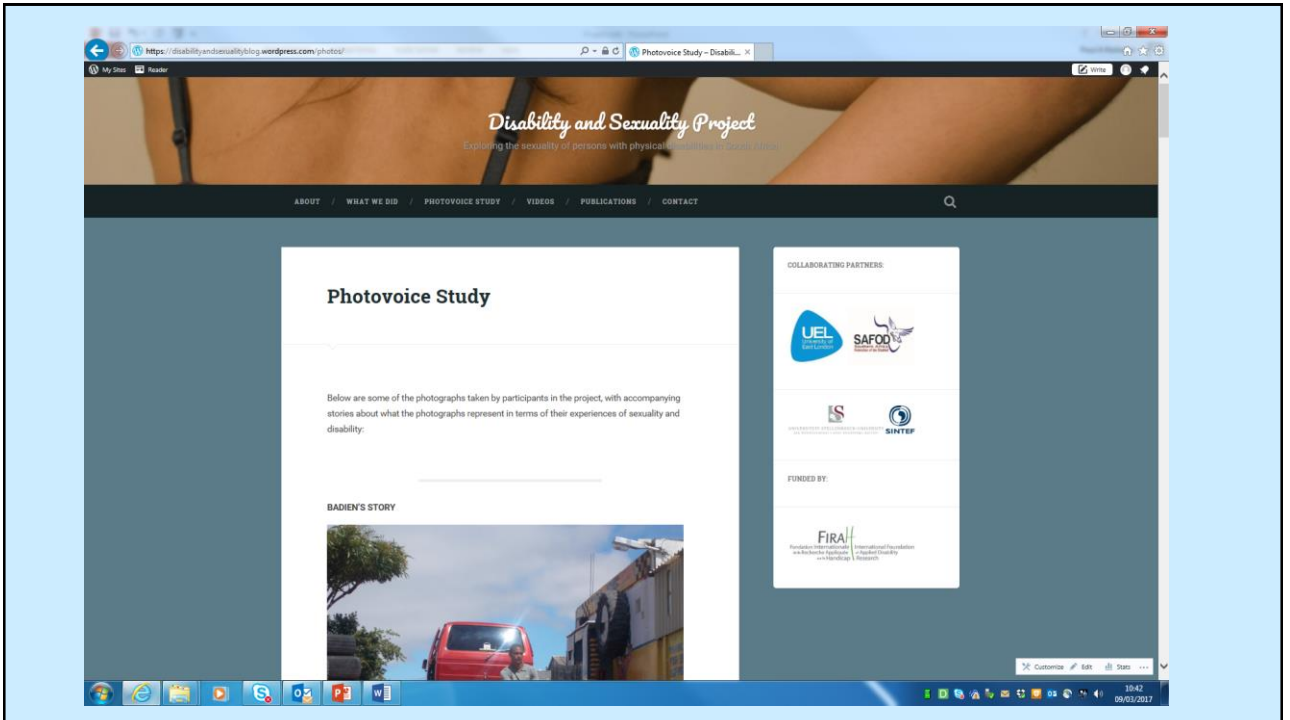 https://disabilityandsexualityblog.wordpress.com/photos/
Photovoice Study – Disabili...
My Sites Reader
Write
Disability and Sexuality Project
Exploring the sexuality of persons with physical disabilities in South Africa
ABOUT / WHAT WE DID / PHOTOVOICE STUDY / VIDEOS / PUBLICATIONS / CONTACT
Photovoice Study
Below are some of the photographs taken by participants in the project, with accompanying
stories about what the photographs represent in terms of their experiences of sexuality and
disability:
BADIEN'S STORY
COLLABORATING PARTNERS:
UEL
University of
East London
SAFOD
SINTEF
FUNDED BY:
FIRAH
Fondation Internationale
de la Recherche Appliquée
sur le Handicap
International Foundation
of Applied Disability
Research
Customize Edit Stats ...
10:42
09/03/2017